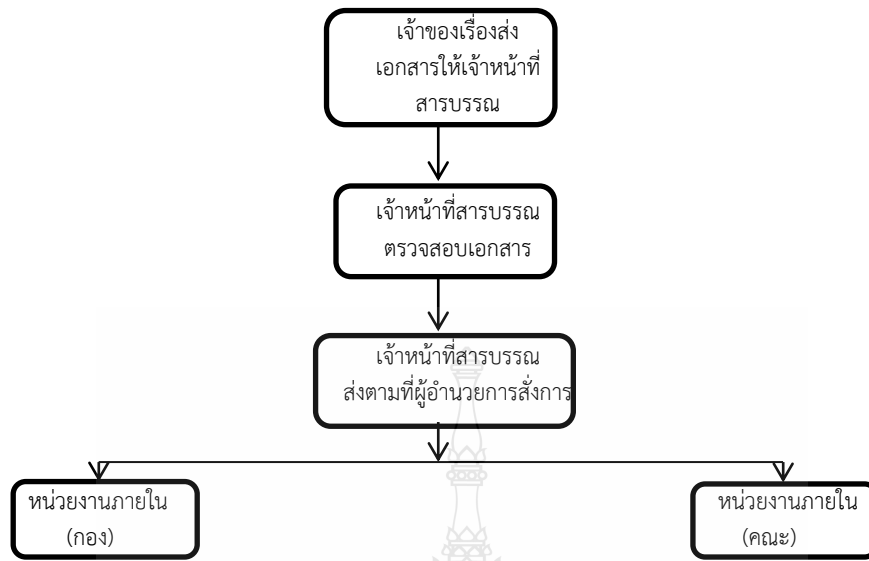 เจ้าของเรื่องส่ง
เอกสารให้เจ้าหน้าที่
สารบรรณ
เจ้าหน้าที่สารบรรณ
ตรวจสอบเอกสาร
เจ้าหน้าที่สารบรรณ
ส่งตามที่ผู้อำนวยการสั่งการ
หน่วยงานภายใน
(กอง)
หน่วยงานภายใน
(คณะ)